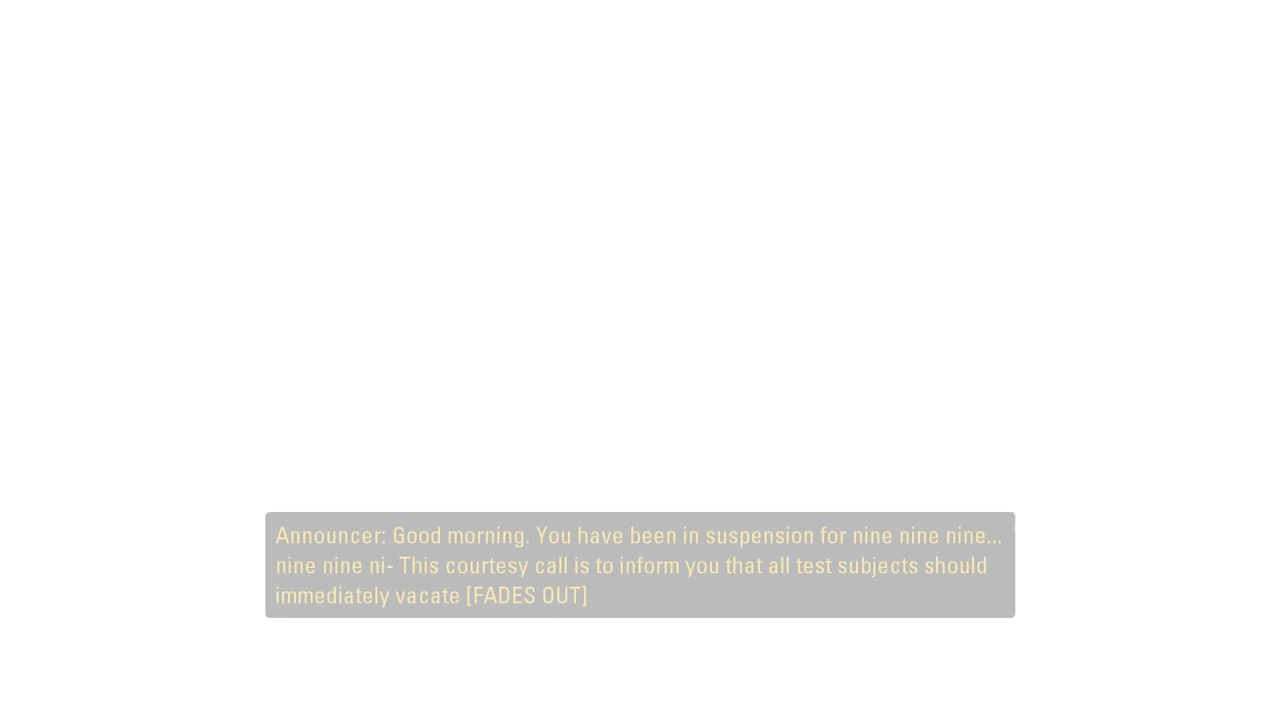 Announcer: Good morning. You have been in suspension for nine nine nine...
nine nine ni- This courtesy call is to inform you that all test subjects should
immediately vacate [FADES OUT]